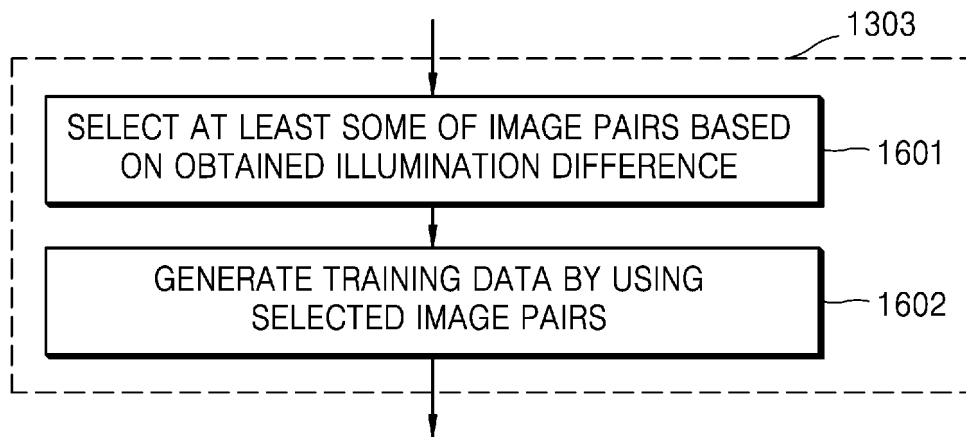 1303
SELECT AT LEAST SOME OF IMAGE PAIRS BASED
ON OBTAINED ILLUMINATION DIFFERENCE
1601
GENERATE TRAINING DATA BY USING
SELECTED IMAGE PAIRS
1602